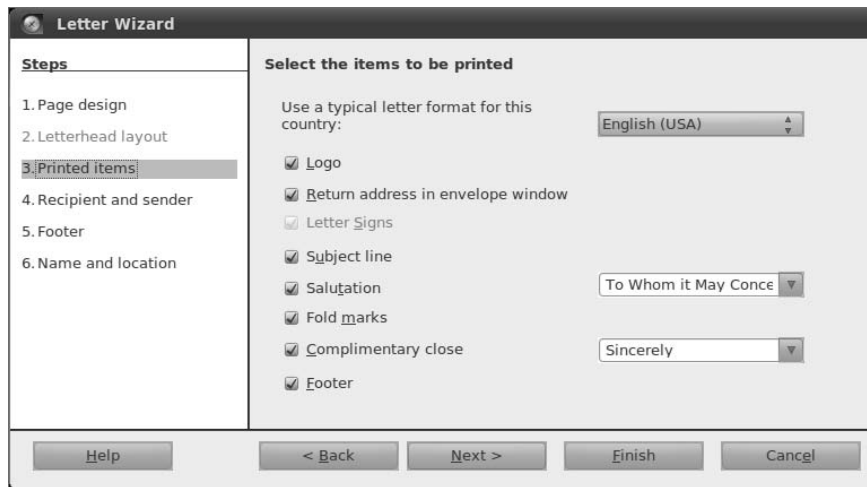 Letter Wizard
Steps
1. Page design
2. Letterhead layout
3. Printed items
4. Recipient and sender
5. Footer
6. Name and location
Select the items to be printed
Use a typical letter format for this
country:
English (USA)
Logo
Return address in envelope window
Letter Signs
Subject line
Salutation
To Whom it May Conce
Fold marks
Complimentary close
Sincerely
Footer
Help
< Back
Next >
Finish
Cancel